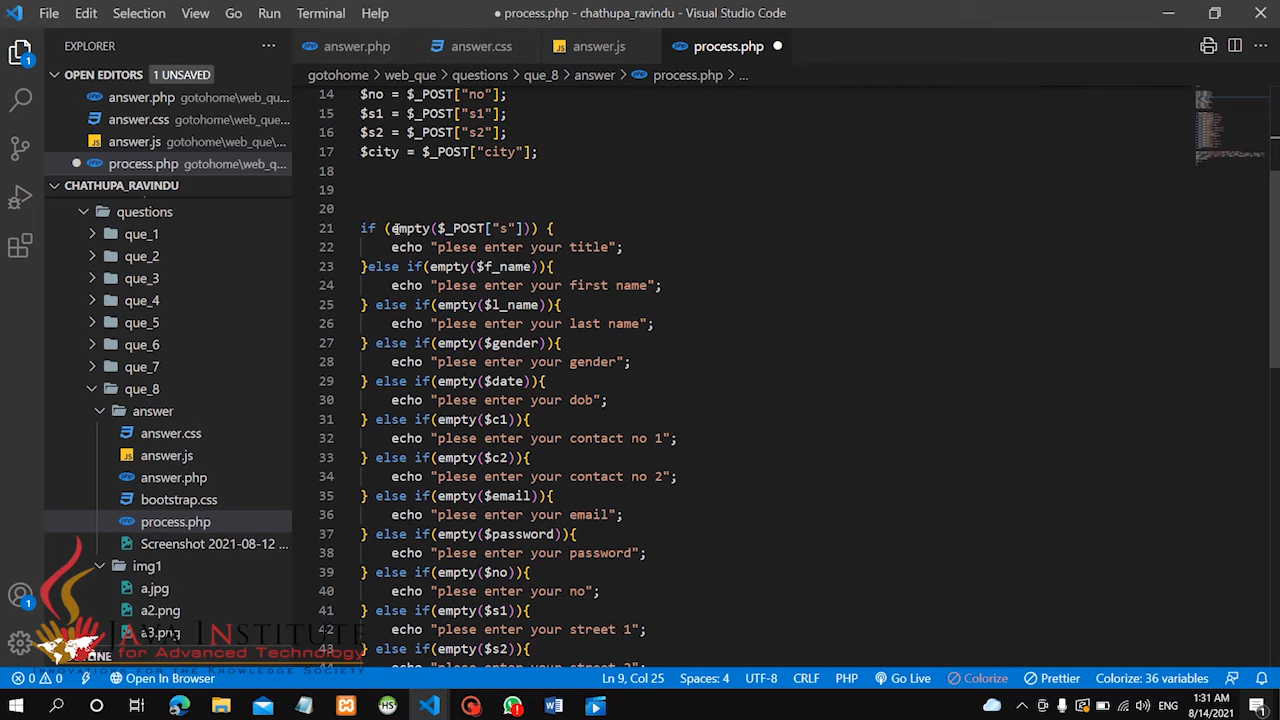 File Edit Selection View Go Run Terminal Help
● process.php - chathupa_ravindu - Visual Studio Code
EXPLORER
answer.php answer.css answer.js process.php
OPEN EDITORS 1 UNSAVED
gotohome > web_que > questions > que_8 > answer > process.php > ...
answer.php gotohome\web_qu...
answer.css gotohome\web_que...
answer.js gotohome\web_que\...
process.php gotohome\web_q...
CHATHUPA_RAVINDU
questions
que_1
que_2
que_3
que_4
que_5
que_6
que_7
que_8
answer
answer.css
answer.js
answer.php
bootstrap.css
process.php
Screenshot 2021-08-12 ...
img1
a.jpg
a2.png
a3.png
14 $no = $_POST["no"];
15 $s1 = $_POST["s1"];
16 $s2 = $_POST["s2"];
17 $city = $_POST["city"];
18
19
20
21 if (empty($_POST["s"])) {
22 echo "plese enter your title";
23 }else if(empty($f_name)){
24 echo "plese enter your first name";
25 } else if(empty($l_name)){
26 echo "plese enter your last name";
27 } else if(empty($gender)){
28 echo "plese enter your gender";
29 } else if(empty($date)){
30 echo "plese enter your dob";
31 } else if(empty($c1)){
32 echo "plese enter your contact no 1";
33 } else if(empty($c2)){
34 echo "plese enter your contact no 2";
35 } else if(empty($email)){
36 echo "plese enter your email";
37 } else if(empty($password)){
38 echo "plese enter your password";
39 } else if(empty($no)){
40 echo "plese enter your no";
41 } else if(empty($s1)){
42 echo "plese enter your street 1";
43 } else if(empty($s2)){
JAVA INSTITUTE
for Advanced Technology
INNOVATIONS FOR THE KNOWLEDGE SOCIETY
0 0 Open In Browser Ln 9, Col 25 Spaces: 4 UTF-8 CRLF PHP Go Live Colorize Prettier Colorize: 36 variables
1:31 AM
8/14/2021